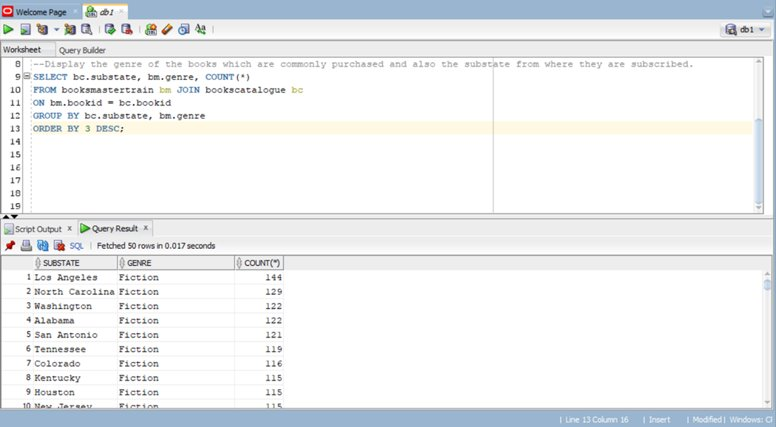 Welcome Page
db1
db1
Worksheet Query Builder
8 --Display the genre of the books which are commonly purchased and also the substate from where they are subscribed.
9 SELECT bc.substate, bm.genre, COUNT(*)
10 FROM booksmastertrain bm JOIN bookscatalogue bc
11 ON bm.bookid = bc.bookid
12 GROUP BY bc.substate, bm.genre
13 ORDER BY 3 DESC;
14
15
16
17
18
19
Script Output Query Result
SQL | Fetched 50 rows in 0.017 seconds
SUBSTATE GENRE COUNT(*)
1 Los Angeles Fiction 144
2 North Carolina Fiction 129
3 Washington Fiction 122
4 Alabama Fiction 122
5 San Antonio Fiction 121
6 Tennessee Fiction 119
7 Colorado Fiction 116
8 Kentucky Fiction 115
9 Houston Fiction 115
10 New Jersey Fiction 115
| Line 13 Column 16 | Insert | Modified | Windows: Cl